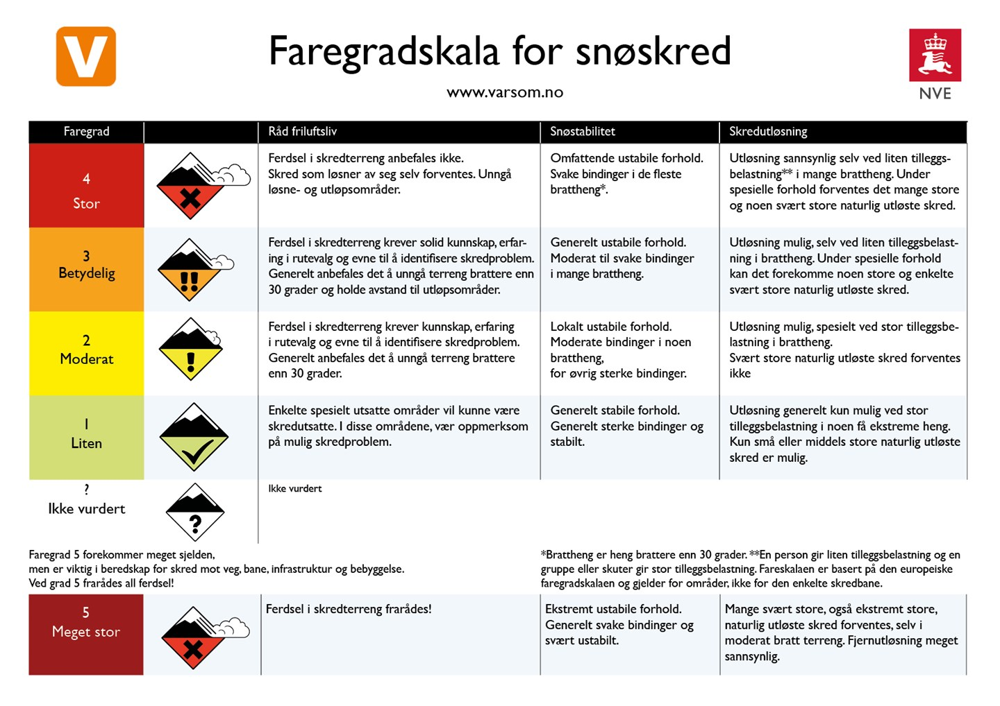 V
Faregradskala for snøskred
www.varsom.no
NVE
Faregrad
Råd friluftsliv
Snøstabilitet
Skredutløsning
4
Stor
Ferdsel i skredterreng anbefales ikke.
Skred som løsner av seg selv forventes. Unngå
løsne- og utløpsområder.
Omfattende ustabile forhold.
Svake bindinger i de fleste
brattheng*.
Utløsning sannsynlig selv ved liten tilleggs-
belastning** i mange brattheng. Under
spesielle forhold forventes det mange store
og noen svært store naturlig utløste skred.
3
Betydelig
!!
Ferdsel i skredterreng krever solid kunnskap, erfar-
ing i rutevalg og evne til å identifisere skredproblem.
Generelt anbefales det å unngå terreng brattere enn
30 grader og holde avstand til utløpsområder.
Generelt ustabile forhold.
Moderat til svake bindinger
i mange brattheng.
Utløsning mulig, selv ved liten tilleggsbelast-
ning i brattheng. Under spesielle forhold
kan det forekomme noen store og enkelte
svært store naturlig utløste skred.
2
Moderat
!
Ferdsel i skredterreng krever kunnskap, erfaring
i rutevalg og evne til å identifisere skredproblem.
Generelt anbefales det å unngå terreng brattere
enn 30 grader.
Lokalt ustabile forhold.
Moderate bindinger i noen
brattheng,
for øvrig sterke bindinger.
Utløsning mulig, spesielt ved stor tilleggsbe-
lastning i brattheng.
Svært store naturlig utløste skred forventes
ikke
1
Liten
Enkelte spesielt utsatte områder vil kunne være
skredutsatte. I disse områdene, vær oppmerksom
på mulig skredproblem.
Generelt stabile forhold.
Generelt sterke bindinger og
stabilt.
Utløsning generelt kun mulig ved stor
tilleggsbelastning i noen få ekstreme heng.
Kun små eller middels store naturlig utløste
skred er mulig.
?
Ikke vurdert
?
Ikke vurdert
Faregrad 5 forekommer meget sjelden,
men er viktig i beredskap for skred mot veg, bane, infrastruktur og bebyggelse.
Ved grad 5 frarådes all ferdsel!
*Brattheng er heng brattere enn 30 grader. **En person gir liten tilleggsbelastning og en
gruppe eller skuter gir stor tilleggsbelastning. Fareskalaen er basert på den europeiske
faregradskalaen og gjelder for områder, ikke for den enkelte skredbane.
5
Meget stor
Ferdsel i skredterreng frarådes!
Ekstremt ustabile forhold.
Generelt svake bindinger og
svært ustabilt.
Mange svært store, også ekstremt store,
naturlig utløste skred forventes, selv i
moderat bratt terreng. Fjernutløsning meget
sannsynlig.